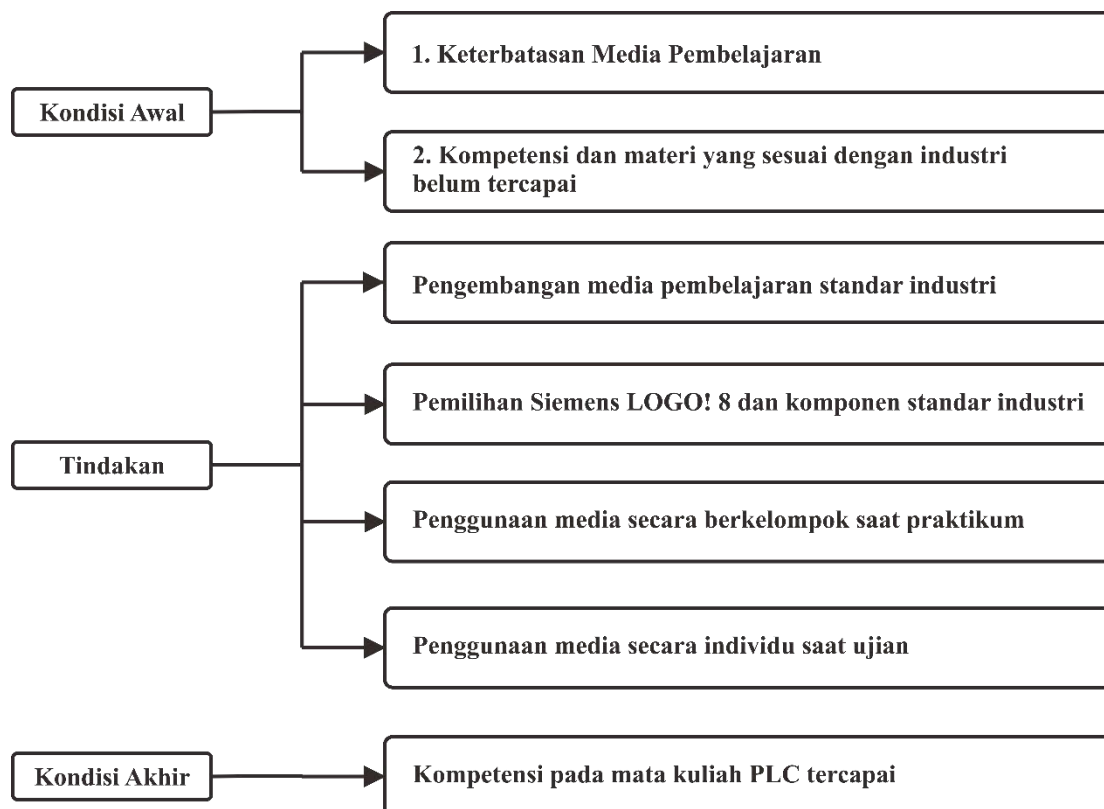 1. Keterbatasan Media Pembelajaran
Kondisi Awal
2. Kompetensi dan materi yang sesuai dengan industri
belum tercapai
Pengembangan media pembelajaran standar industri
Pemilihan Siemens LOGO! 8 dan komponen standar industri
Tindakan
Penggunaan media secara berkelompok saat praktikum
Penggunaan media secara individu saat ujian
Kondisi Akhir
Kompetensi pada mata kuliah PLC tercapai